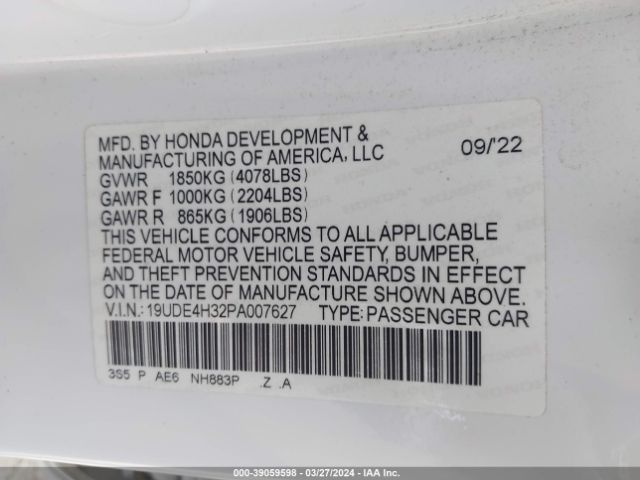 MFD. BY HONDA DEVELOPMENT & 09/'22
MANUFACTURING OF AMERICA, LLC
GVWR 1850KG (4078LBS)
GAWR F 1000KG (2204LBS)
GAWR R 865KG (1906LBS)
THIS VEHICLE CONFORMS TO ALL APPLICABLE
FEDERAL MOTOR VEHICLE SAFETY, BUMPER,
AND THEFT PREVENTION STANDARDS IN EFFECT
ON THE DATE OF MANUFACTURE SHOWN ABOVE.
V.I.N.: 19UDE4H32PA007627 TYPE: PASSENGER CAR
3S5 P AE6 NH883P .Z .A
000-39059598 - 03/27/2024 - IAA Inc.